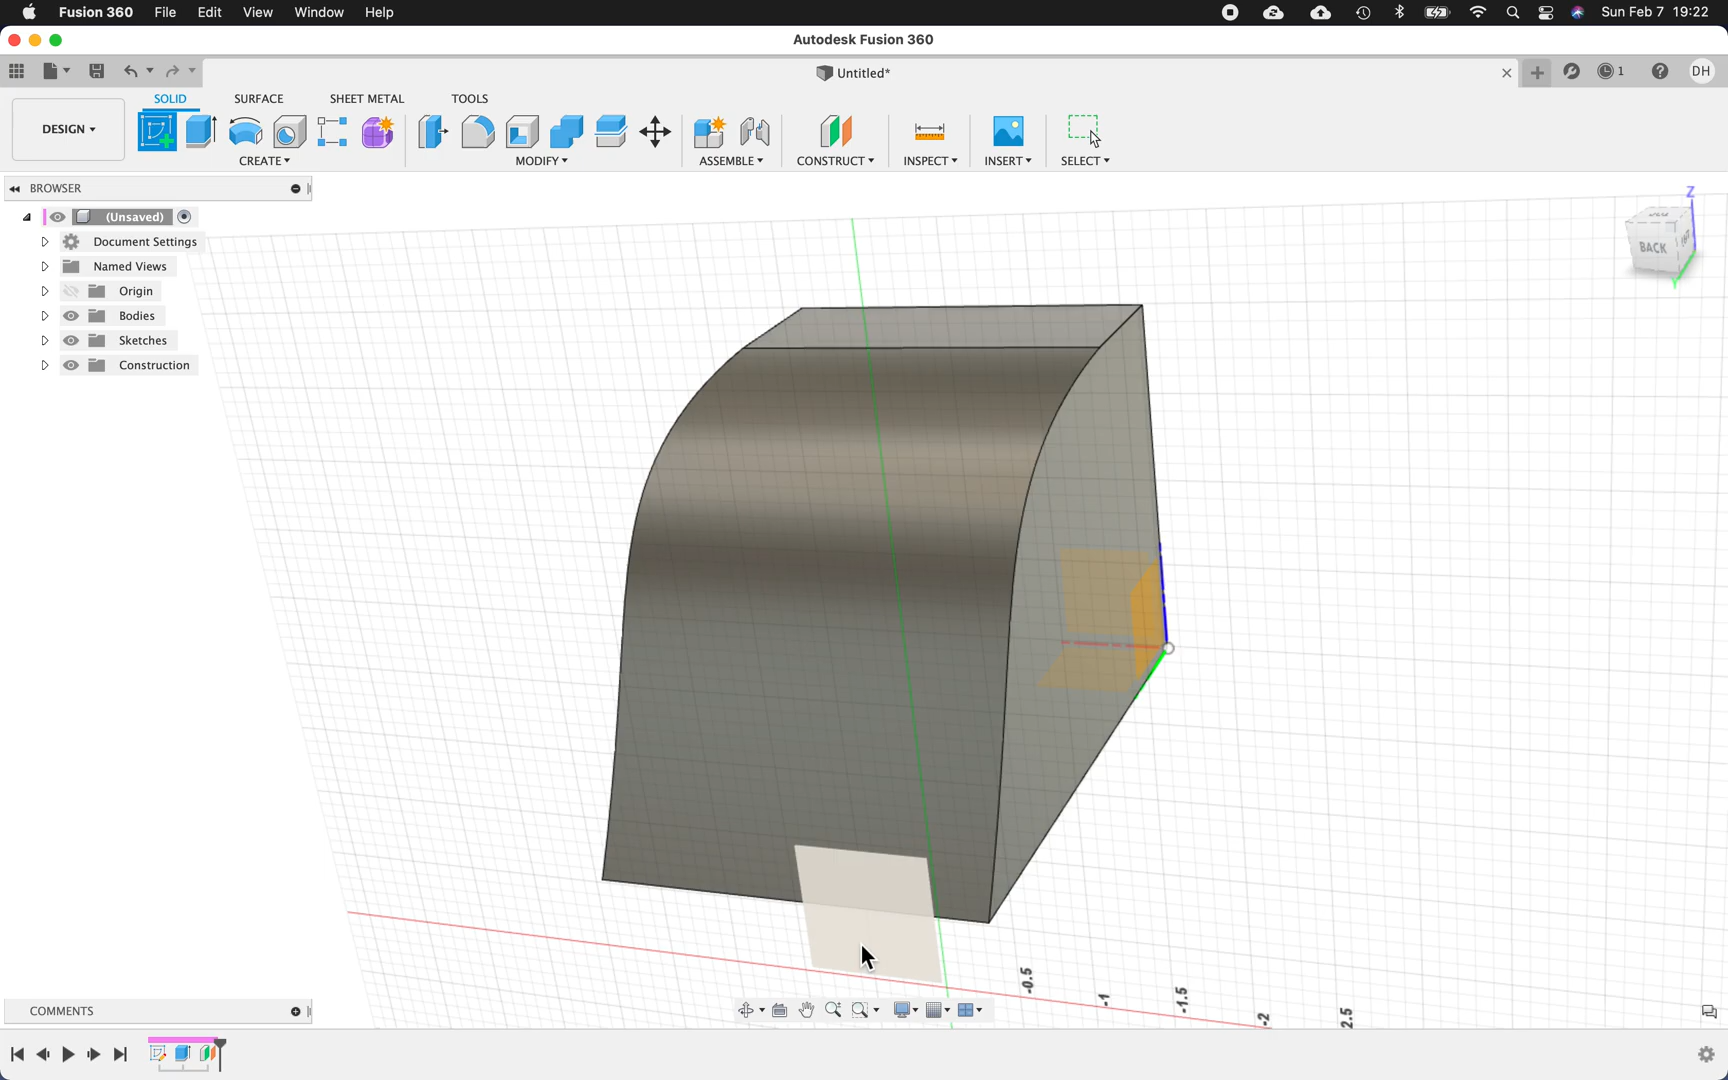 Fusion 360 File Edit View Window Help Sun Feb 7 19:22
Autodesk Fusion 360
Untitled* 1 DH
SOLID SURFACE SHEET METAL TOOLS
DESIGN
CREATE MODIFY ASSEMBLE CONSTRUCT INSPECT INSERT SELECT
BROWSER
(Unsaved)
Document Settings
Named Views
Origin
Bodies
Sketches
Construction
Z
BACK
Y
-0.5
-1
-1.5
-2
2.5
COMMENTS